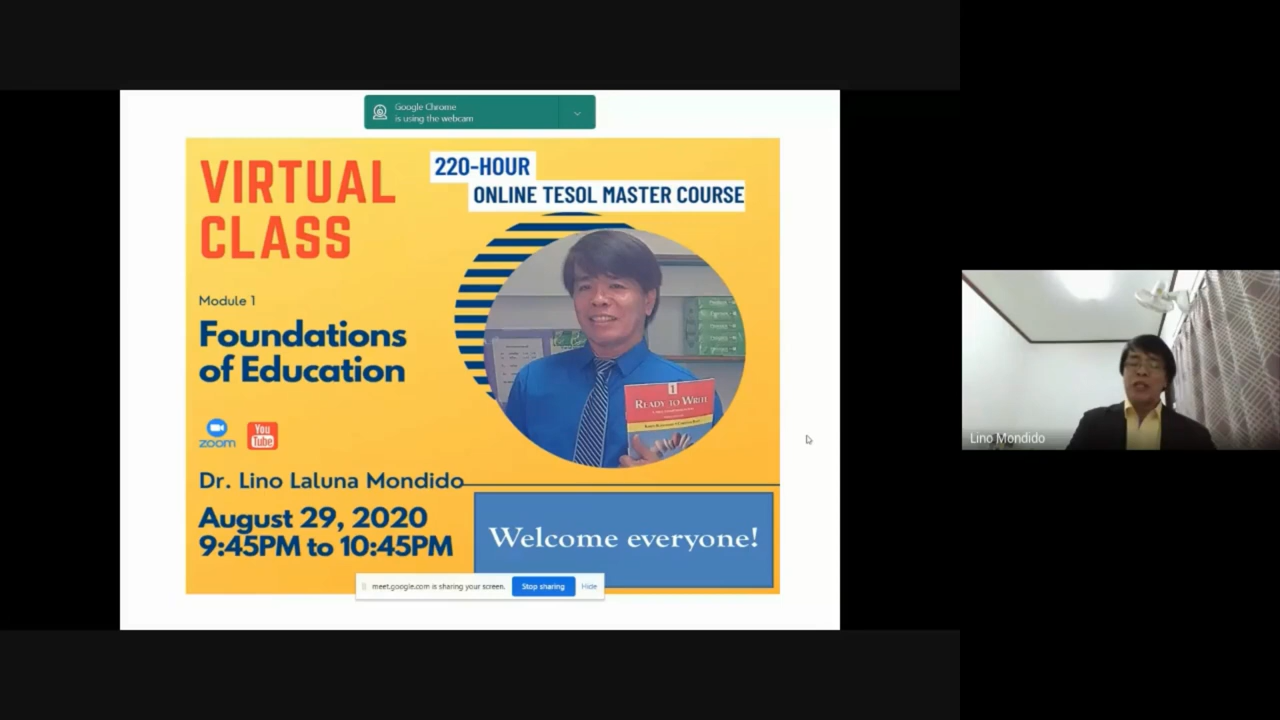 Google Chrome
is using the webcam
VIRTUAL
CLASS
220-HOUR
ONLINE TESOL MASTER COURSE
Module 1
Foundations
of Education
zoom
You
Tube
1
READY TO WRITE
Dr. Lino Laluna Mondido
August 29, 2020
9:45PM to 10:45PM
Welcome everyone!
meet.google.com is sharing your screen.
Stop sharing
Hide
Lino Mondido